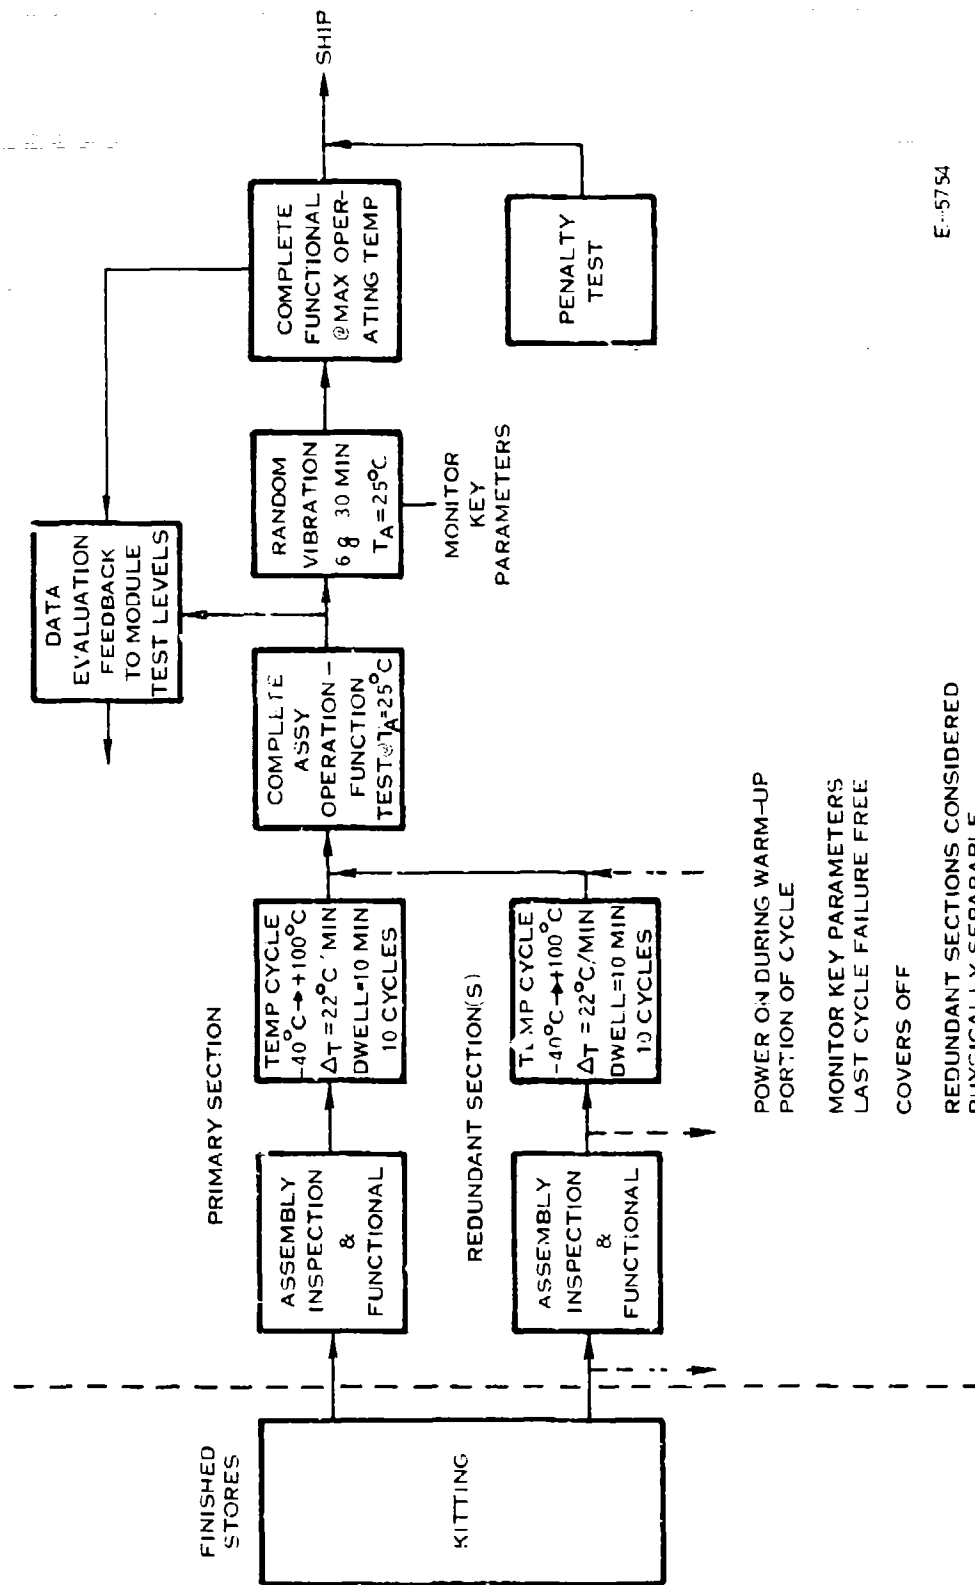 FINISHED
STORES
KITTING
PRIMARY SECTION
ASSEMBLY
INSPECTION
&
FUNCTIONAL
TEMP CYCLE
-40°C→+100°C
ΔT = 22°C/MIN
DWELL=10 MIN
10 CYCLES
REDUNDANT SECTION(S)
ASSEMBLY
INSPECTION
&
FUNCTIONAL
TEMP CYCLE
-40°C→+100°C
ΔT = 22°C/MIN
DWELL=10 MIN
10 CYCLES
COMPLETE
ASSY
OPERATION–
FUNCTION
TEST@TA=25°C
DATA
EVALUATION
FEEDBACK
TO MODULE
TEST LEVELS
RANDOM
VIBRATION
6 g 30 MIN
TA=25°C
MONITOR
KEY
PARAMETERS
COMPLETE
FUNCTIONAL
@MAX OPER-
ATING TEMP
PENALTY
TEST
SHIP
POWER ON DURING WARM-UP
PORTION OF CYCLE
MONITOR KEY PARAMETERS
LAST CYCLE FAILURE FREE
COVERS OFF
REDUNDANT SECTIONS CONSIDERED
PHYSICALLY SEPARABLE
E-5754